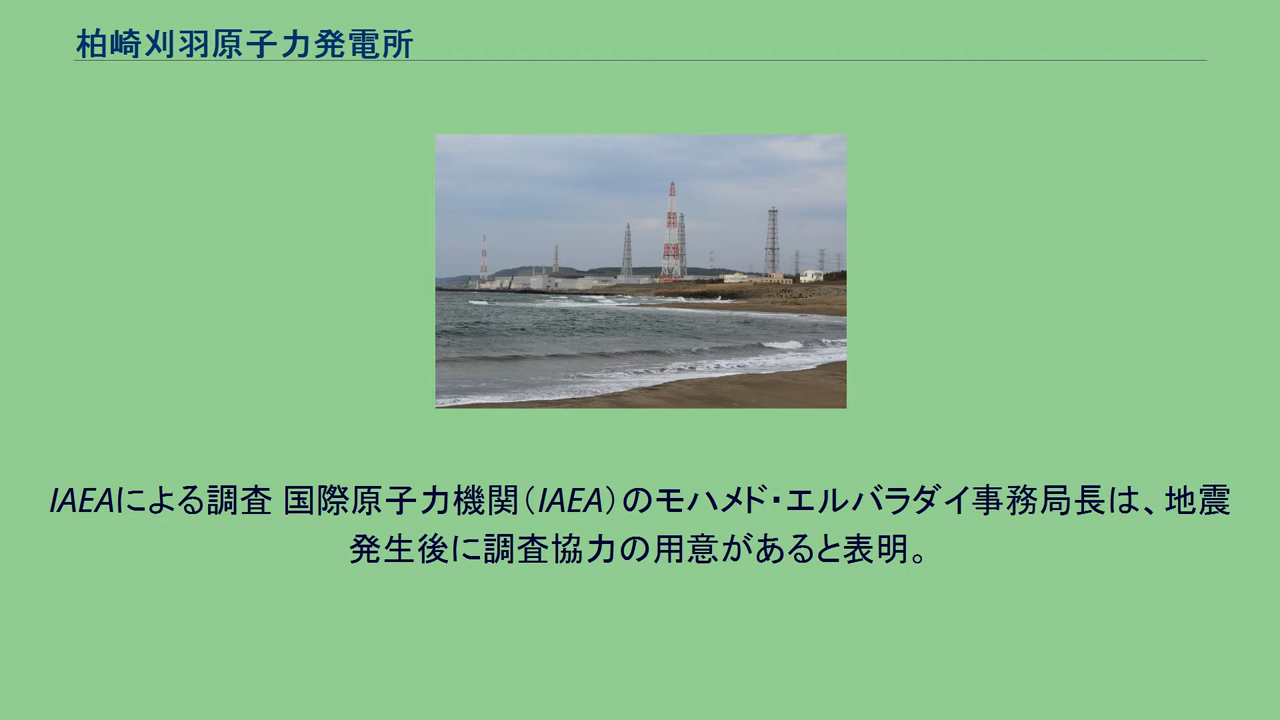 柏崎刈羽原子力発電所
IAEAによる調査 国際原子力機関（IAEA）のモハメド・エルバラダイ事務局長は、地震
発生後に調査協力の用意があると表明。